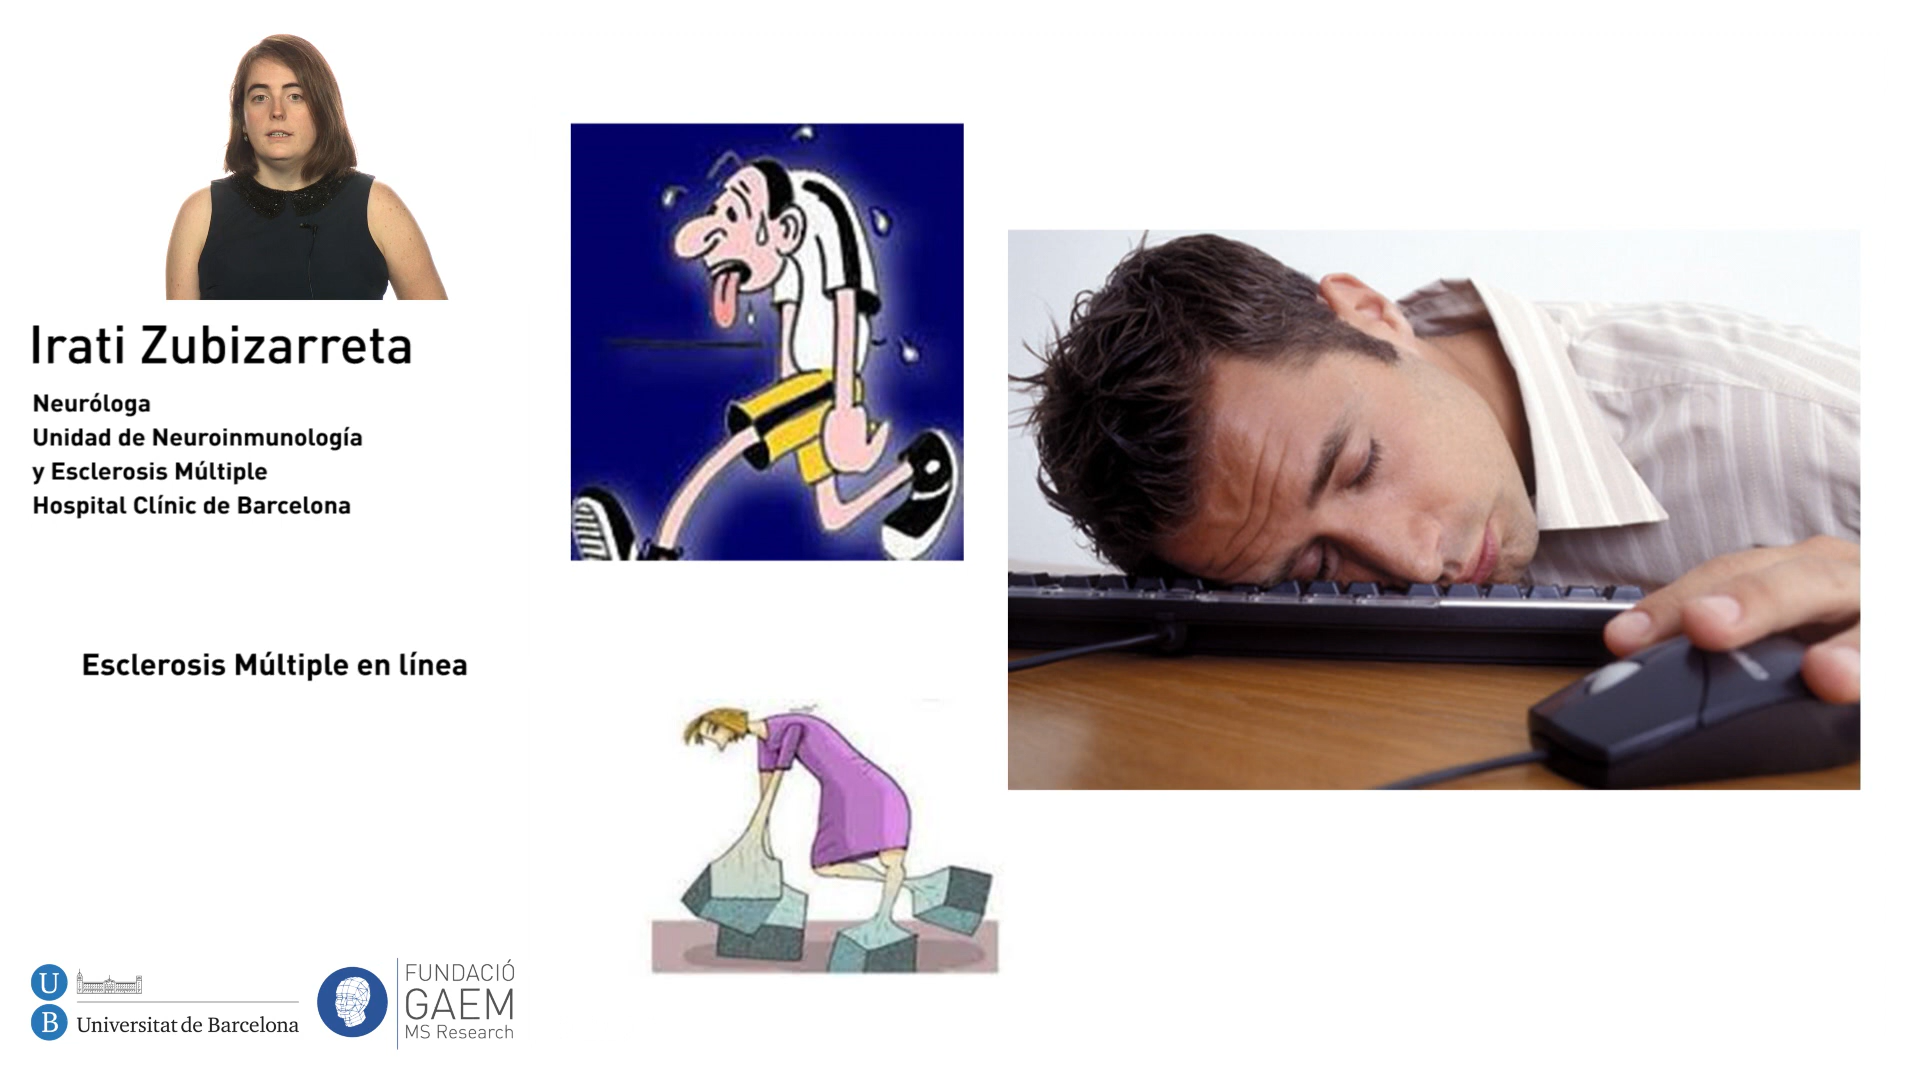 Irati Zubizarreta
Neuróloga
Unidad de Neuroinmunología
y Esclerosis Múltiple
Hospital Clínic de Barcelona
Esclerosis Múltiple en línea
U
B
Universitat de Barcelona
FUNDACIÓ
GAEM
MS Research